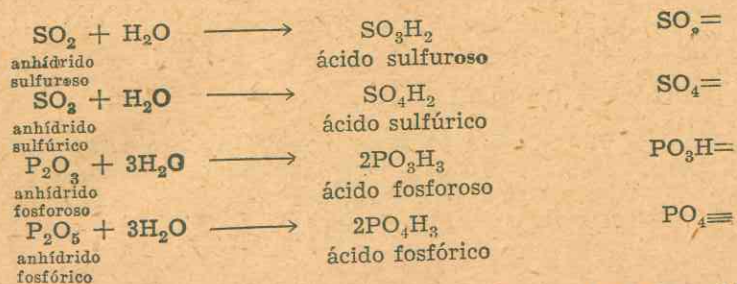 SO₂ + H₂O ⟶ SO₃H₂ SO₃=
anhídrido ácido sulfuroso
sulfuroso
SO₃ + H₂O ⟶ SO₄H₂ SO₄=
anhídrido ácido sulfúrico
sulfúrico
P₂O₃ + 3H₂O ⟶ 2PO₃H₃ PO₃H=
anhídrido ácido fosforoso
fosforoso
P₂O₅ + 3H₂O ⟶ 2PO₄H₃ PO₄≡
anhídrido ácido fosfórico
fosfórico